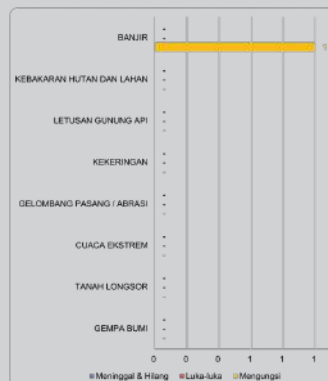 BANJIR
KEBAKARAN HUTAN DAN LAHAN
LETUSAN GUNUNG API
KEKERINGAN
GELOMBANG PASANG / ABRASI
CUACA EKSTREM
TANAH LONGSOR
GEMPA BUMI
0 0 0 1 1 1
Meninggal & Hilang Luka-luka Mengungsi